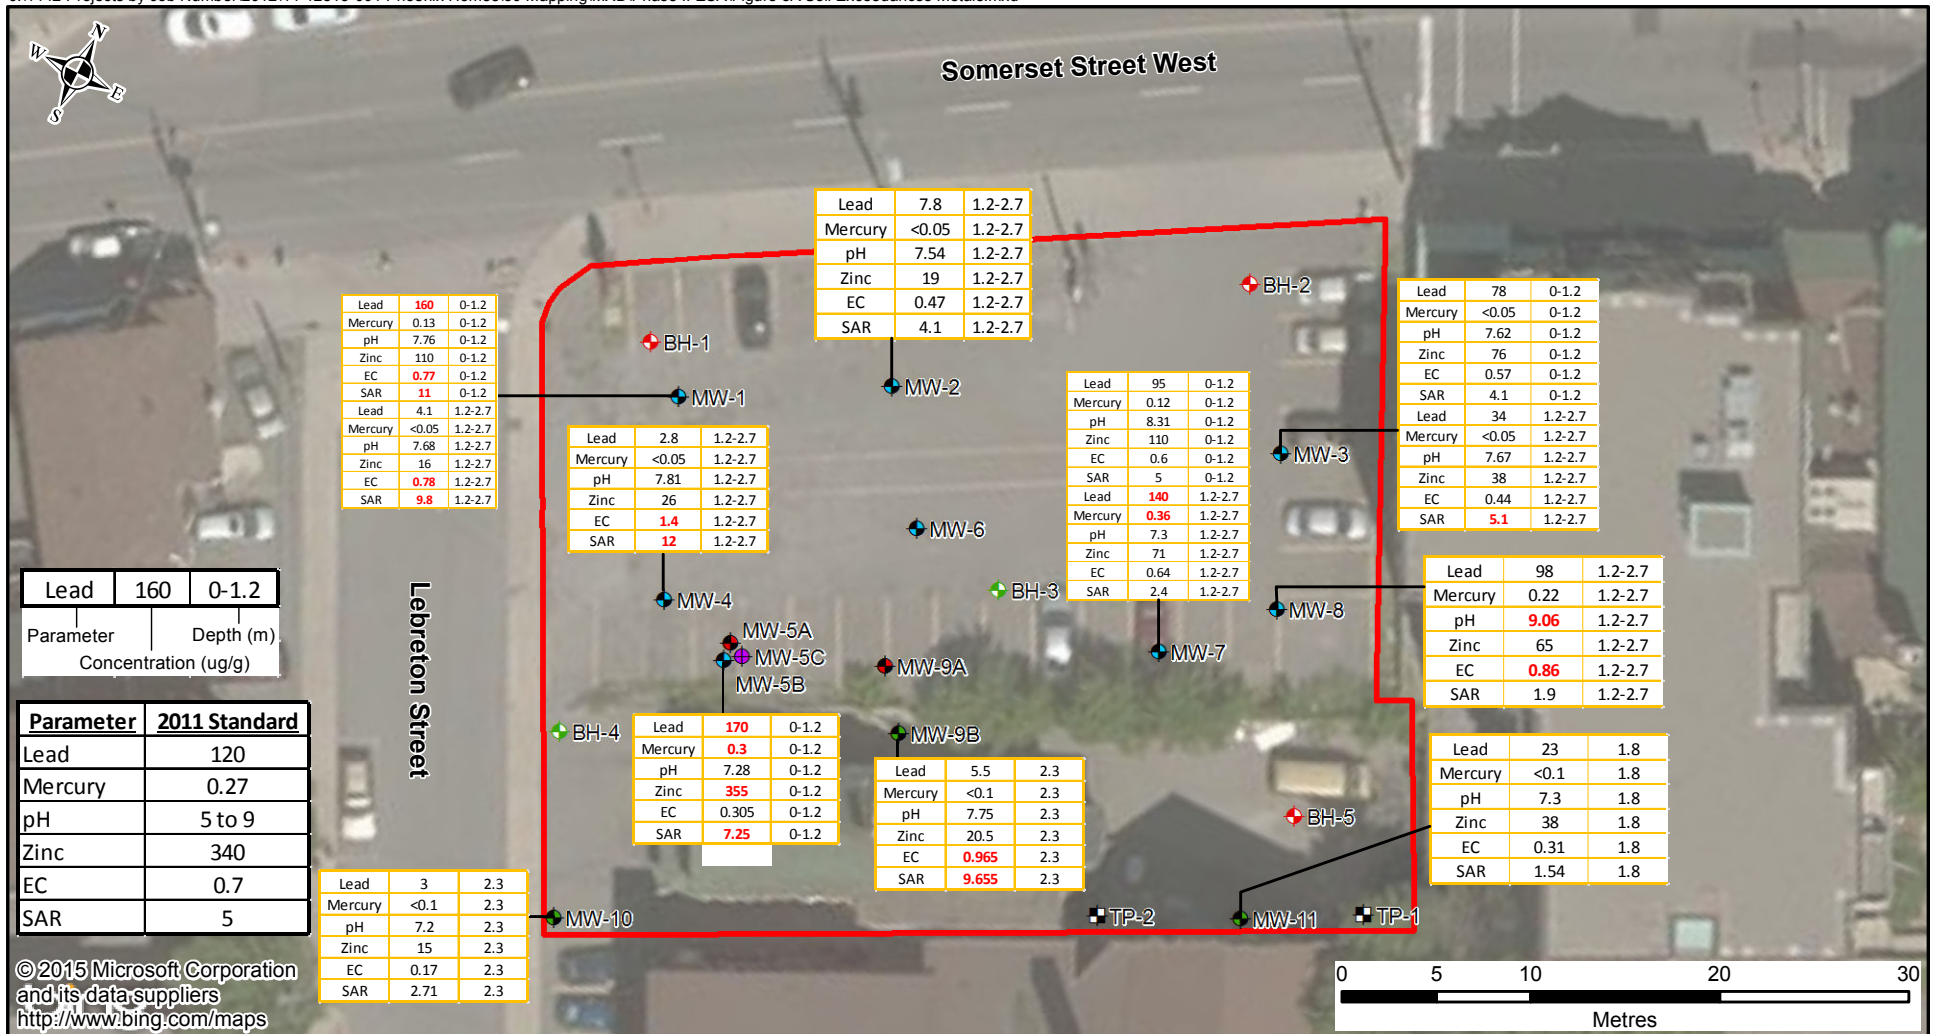 N
W
E
S
Somerset Street West
Lead 7.8 1.2-2.7
Mercury <0.05 1.2-2.7
pH 7.54 1.2-2.7
Zinc 19 1.2-2.7
EC 0.47 1.2-2.7
SAR 4.1 1.2-2.7
BH-2
Lead 160 0-1.2
Mercury 0.13 0-1.2
pH 7.76 0-1.2
Zinc 110 0-1.2
EC 0.77 0-1.2
SAR 11 0-1.2
Lead 4.1 1.2-2.7
Mercury <0.05 1.2-2.7
pH 7.68 1.2-2.7
Zinc 16 1.2-2.7
EC 0.78 1.2-2.7
SAR 9.8 1.2-2.7
BH-1
MW-1
MW-2
Lead 78 0-1.2
Mercury <0.05 0-1.2
pH 7.62 0-1.2
Zinc 76 0-1.2
EC 0.57 0-1.2
SAR 4.1 0-1.2
Lead 34 1.2-2.7
Mercury <0.05 1.2-2.7
pH 7.67 1.2-2.7
Zinc 38 1.2-2.7
EC 0.44 1.2-2.7
SAR 5.1 1.2-2.7
MW-3
Lead 95 0-1.2
Mercury 0.12 0-1.2
pH 8.31 0-1.2
Zinc 110 0-1.2
EC 0.6 0-1.2
SAR 5 0-1.2
Lead 140 1.2-2.7
Mercury 0.36 1.2-2.7
pH 7.3 1.2-2.7
Zinc 71 1.2-2.7
EC 0.64 1.2-2.7
SAR 2.4 1.2-2.7
Lead 2.8 1.2-2.7
Mercury <0.05 1.2-2.7
pH 7.81 1.2-2.7
Zinc 26 1.2-2.7
EC 1.4 1.2-2.7
SAR 12 1.2-2.7
MW-6
BH-3
MW-4
MW-8
Lead 98 1.2-2.7
Mercury 0.22 1.2-2.7
pH 9.06 1.2-2.7
Zinc 65 1.2-2.7
EC 0.86 1.2-2.7
SAR 1.9 1.2-2.7
Lead 160 0-1.2
Parameter
Depth (m)
Concentration (ug/g)
Lebreton Street
MW-5A
MW-5C
MW-5B
MW-9A
MW-7
BH-4
MW-9B
Lead 170 0-1.2
Mercury 0.3 0-1.2
pH 7.28 0-1.2
Zinc 355 0-1.2
EC 0.305 0-1.2
SAR 7.25 0-1.2
Lead 5.5 2.3
Mercury <0.1 2.3
pH 7.75 2.3
Zinc 20.5 2.3
EC 0.965 2.3
SAR 9.655 2.3
BH-5
Lead 23 1.8
Mercury <0.1 1.8
pH 7.3 1.8
Zinc 38 1.8
EC 0.31 1.8
SAR 1.54 1.8
Parameter 2011 Standard
Lead 120
Mercury 0.27
pH 5 to 9
Zinc 340
EC 0.7
SAR 5
Lead 3 2.3
Mercury <0.1 2.3
pH 7.2 2.3
Zinc 15 2.3
EC 0.17 2.3
SAR 2.71 2.3
MW-10
TP-2
MW-11
TP-1
© 2015 Microsoft Corporation
and its data suppliers
http://www.bing.com/maps
0 5 10 20 30
Metres